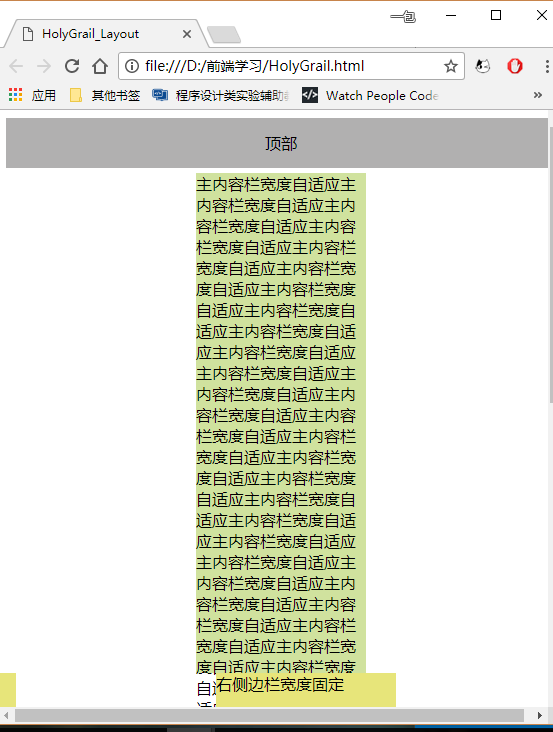 一包
HolyGrail_Layout
file:///D:/前端学习/HolyGrail.html
应用
其他书签
程序设计类实验辅助
Watch People Code
顶部
主内容栏宽度自适应主
内容栏宽度自适应主内
容栏宽度自适应主内容
栏宽度自适应主内容栏
宽度自适应主内容栏宽
度自适应主内容栏宽度
自适应主内容栏宽度自
适应主内容栏宽度自适
应主内容栏宽度自适应
主内容栏宽度自适应主
内容栏宽度自适应主内
容栏宽度自适应主内容
栏宽度自适应主内容栏
宽度自适应主内容栏宽
度自适应主内容栏宽度
自适应主内容栏宽度自
适应主内容栏宽度自适
应主内容栏宽度自适应
主内容栏宽度自适应主
内容栏宽度自适应主内
容栏宽度自适应主内容
栏宽度自适应主内容栏
宽度自适应主内容栏宽
度自适应主内容栏宽度
自
右侧边栏宽度固定